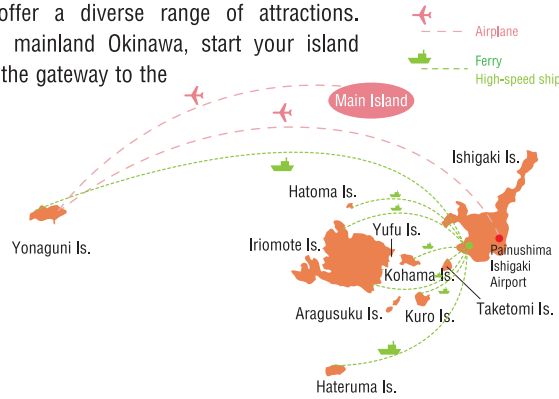 offer a diverse range of attractions.
mainland Okinawa, start your island
the gateway to the
Airplane
Ferry
High-speed ship
Main Island
Ishigaki Is.
Hatoma Is.
Yufu Is.
Yonaguni Is.
Iriomote Is.
Painushima
Ishigaki
Airport
Kohama Is.
Aragusuku Is.
Kuro Is.
Taketomi Is.
Hateruma Is.